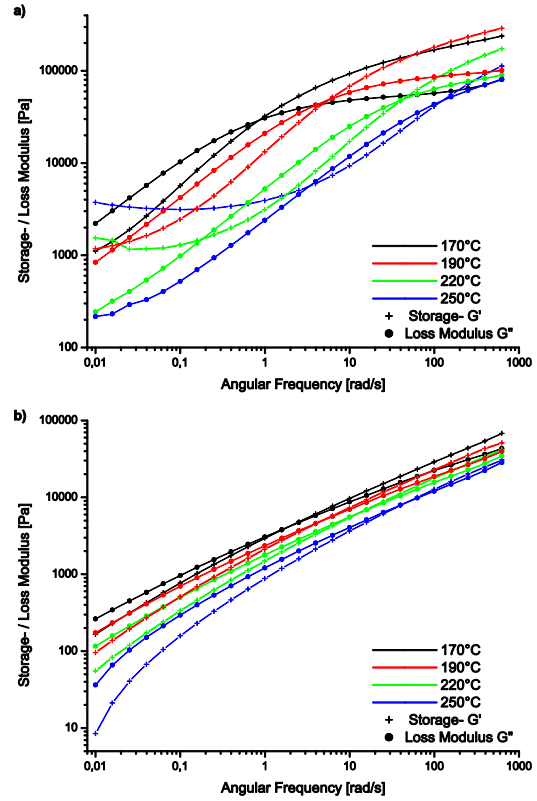 a)
Storage- / Loss Modulus [Pa]
100000
10000
1000
100
170°C
190°C
220°C
250°C
Storage- G'
Loss Modulus G"
0,01
0,1
1
10
100
1000
Angular Frequency [rad/s]
b)
Storage- / Loss Modulus [Pa]
100000
10000
1000
100
10
170°C
190°C
220°C
250°C
Storage- G'
Loss Modulus G"
0,01
0,1
1
10
100
1000
Angular Frequency [rad/s]